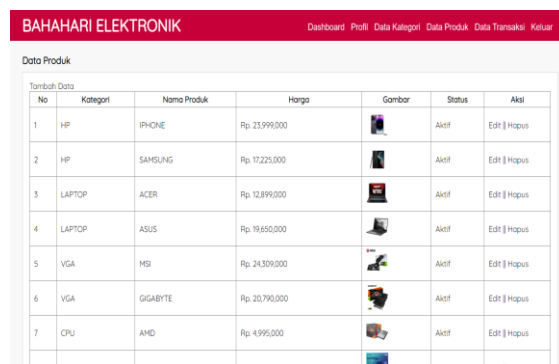 BAHAHARI ELEKTRONIK Dashboard Profil Data Kategori Data Produk Data Transaksi Keluar
Data Produk
Tambah Data
No Kategori Nama Produk Harga Gambar Status Aksi
1 HP IPHONE Rp. 23,999,000 Aktif Edit || Hapus
2 HP SAMSUNG Rp. 17,225,000 Aktif Edit || Hapus
3 LAPTOP ACER Rp. 12,899,000 Aktif Edit || Hapus
4 LAPTOP ASUS Rp. 19,650,000 Aktif Edit || Hapus
5 VGA MSI Rp. 24,309,000 Aktif Edit || Hapus
6 VGA GIGABYTE Rp. 20,790,000 Aktif Edit || Hapus
7 CPU AMD Rp. 4,995,000 Aktif Edit || Hapus